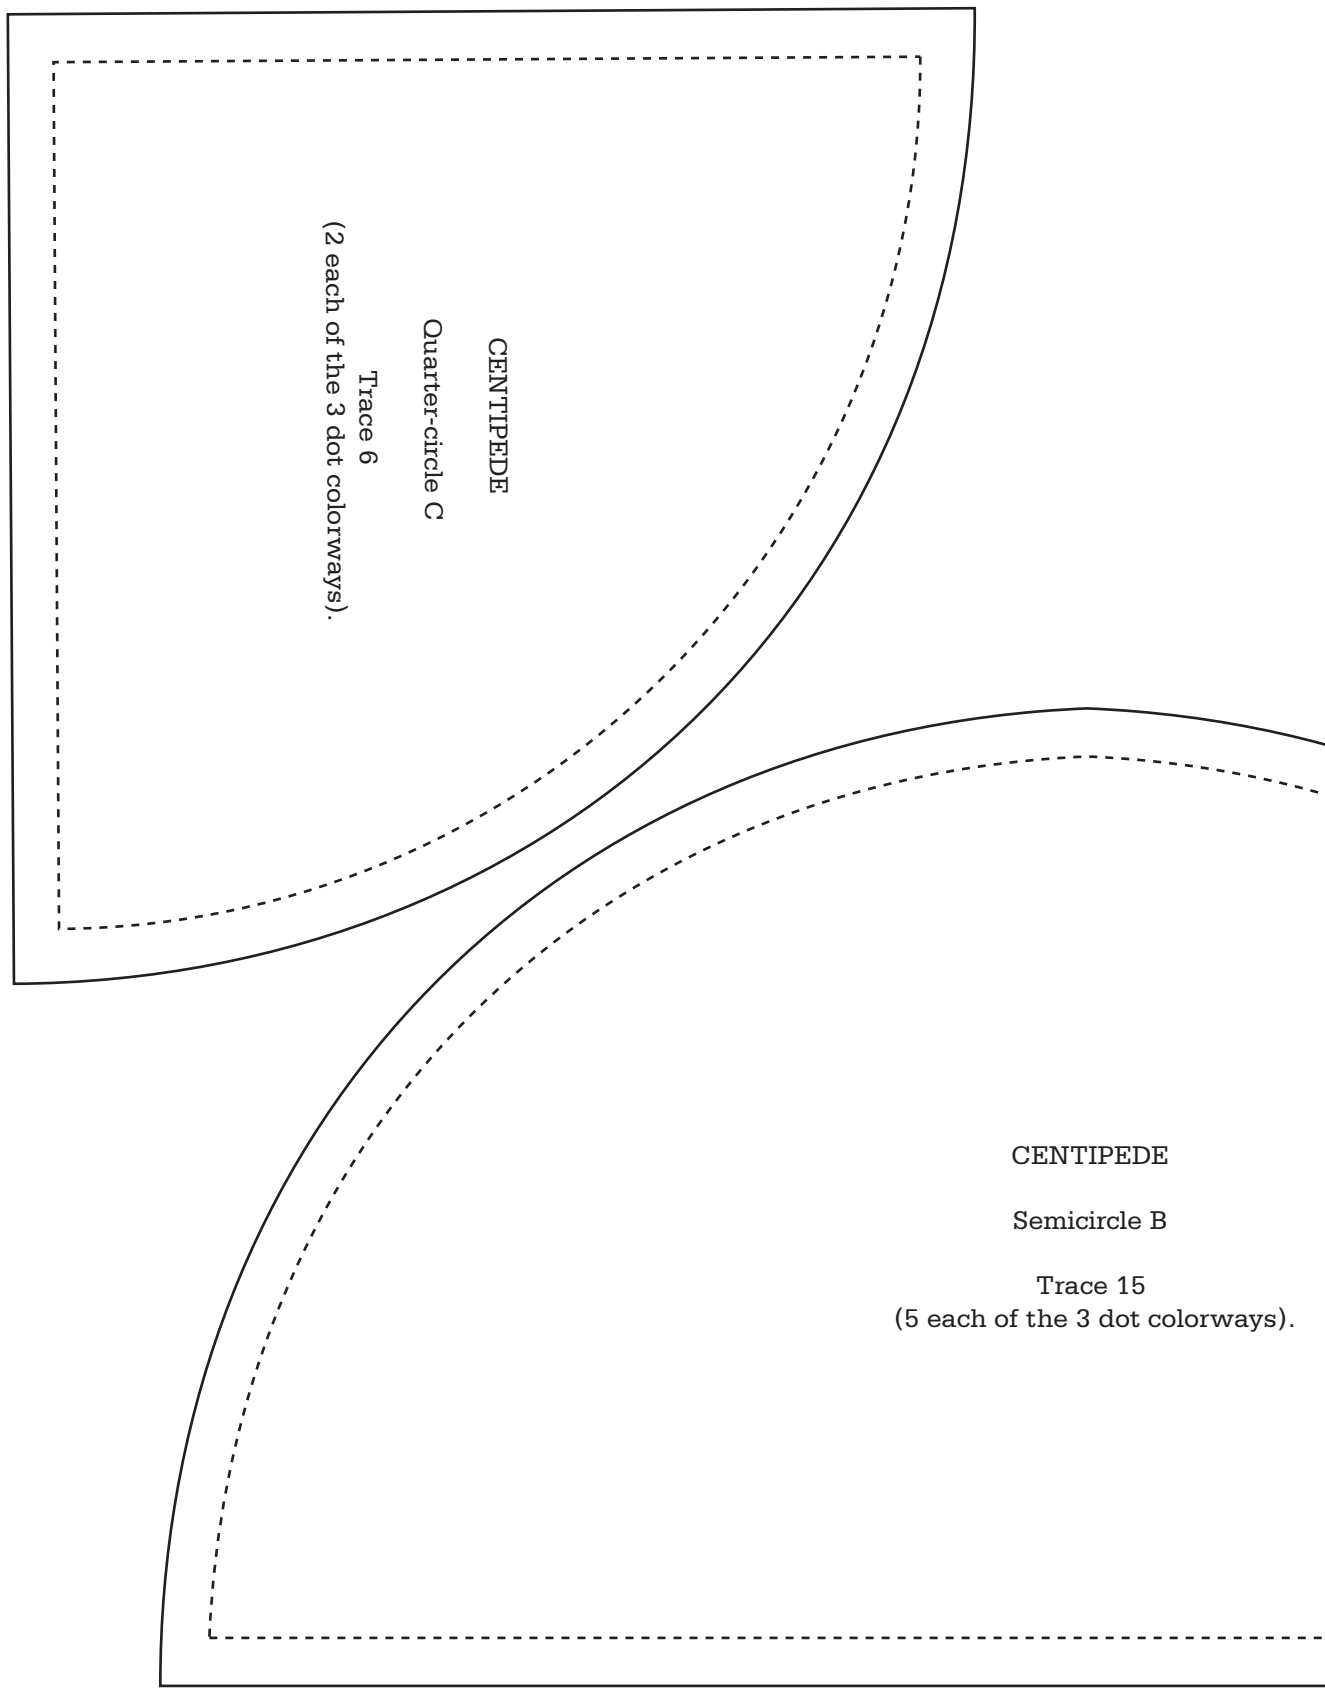 CENTIPEDE
Quarter-circle C
Trace 6
(2 each of the 3 dot colorways).
CENTIPEDE
Semicircle B
Trace 15
(5 each of the 3 dot colorways).